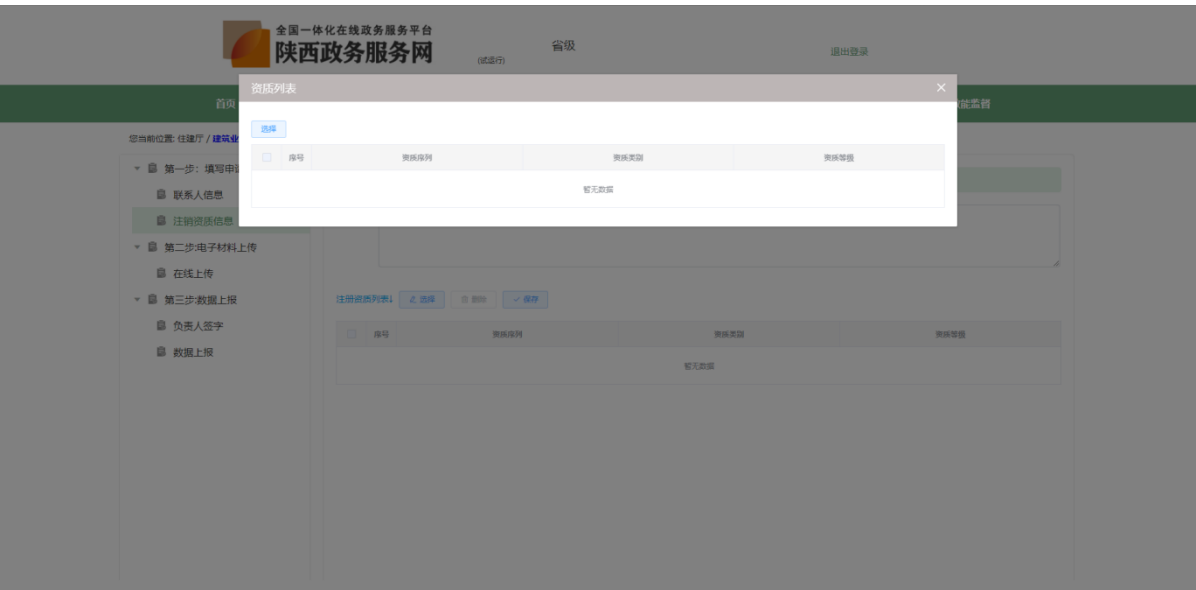 全国一体化在线政务服务平台
陕西政务服务网
(试运行)
省级
退出登录
首页
效能监督
您当前位置: 住建厅 / 建筑业
资质列表
选择
序号 资质序列 资质类别 资质等级
暂无数据
第一步：填写申请
联系人信息
注销资质信息
第二步:电子材料上传
在线上传
第三步:数据上报
负责人签字
数据上报
注册资质列表↓ 选择 删除 保存
序号 资质序列 资质类别 资质等级
暂无数据